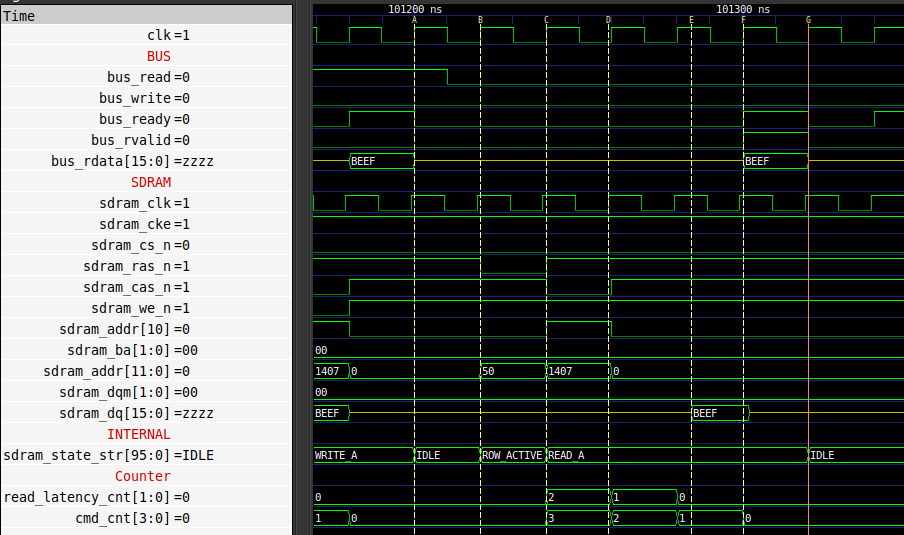 Time
101200 ns 101300 ns
A B C D E F G
clk=1
BUS
bus_read=0
bus_write=0
bus_ready=0
bus_rvalid=0
bus_rdata[15:0]=zzzz BEEF BEEF
SDRAM
sdram_clk=1
sdram_cke=1
sdram_cs_n=0
sdram_ras_n=1
sdram_cas_n=1
sdram_we_n=1
sdram_addr[10]=0
sdram_ba[1:0]=00 00
sdram_addr[11:0]=0 1407 0 50 1407 0
sdram_dqm[1:0]=00 00
sdram_dq[15:0]=zzzz BEEF BEEF
INTERNAL
sdram_state_str[95:0]=IDLE WRITE_A IDLE ROW_ACTIVE READ_A IDLE
Counter
read_latency_cnt[1:0]=0 0 2 1 0
cmd_cnt[3:0]=0 1 0 3 2 1 0